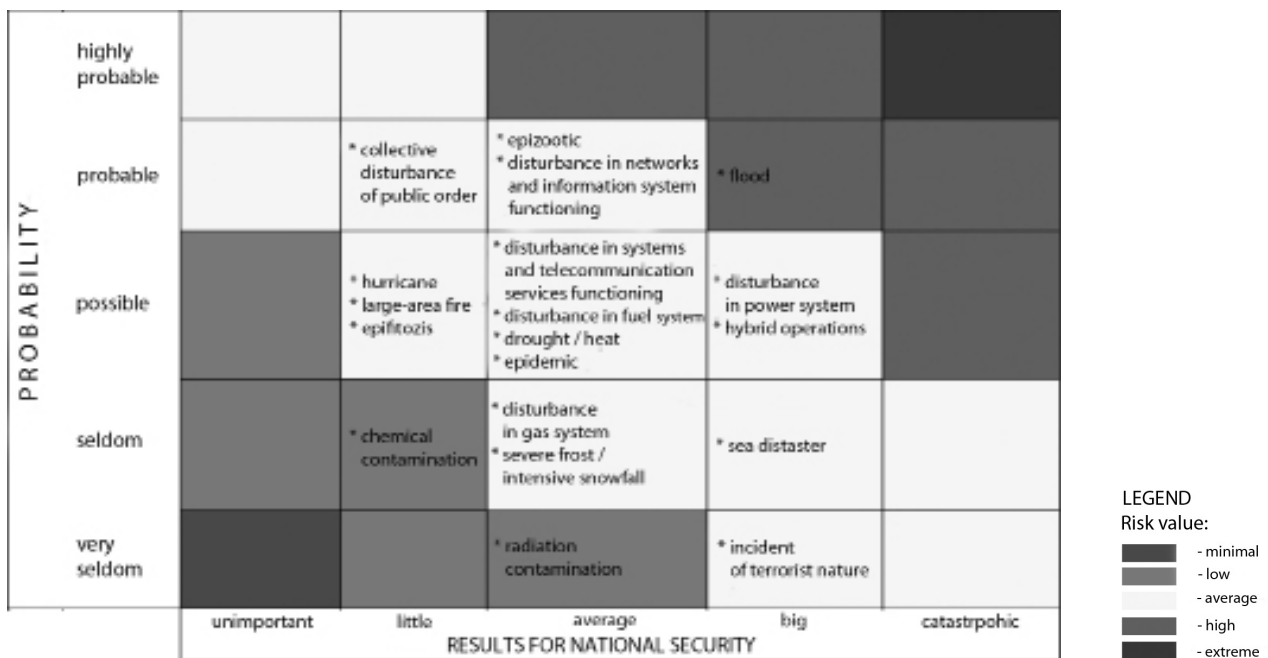 PROBABILITY
highly
probable
probable
* collective
disturbance
of public order
* epizootic
* disturbance in networks
and information system
functioning
* flood
possible
* hurricane
* large-area fire
* epifitozis
* disturbance in systems
and telecommunication
services functioning
* disturbance in fuel system
* drought / heat
* epidemic
* disturbance
in power system
* hybrid operations
seldom
* chemical
contamination
* disturbance
in gas system
* severe frost /
intensive snowfall
* sea distaster
very
seldom
* radiation
contamination
* incident
of terrorist nature
unimportant
little
average
big
catastrpohic
RESULTS FOR NATIONAL SECURITY
LEGEND
Risk value:
- minimal
- low
- average
- high
- extreme